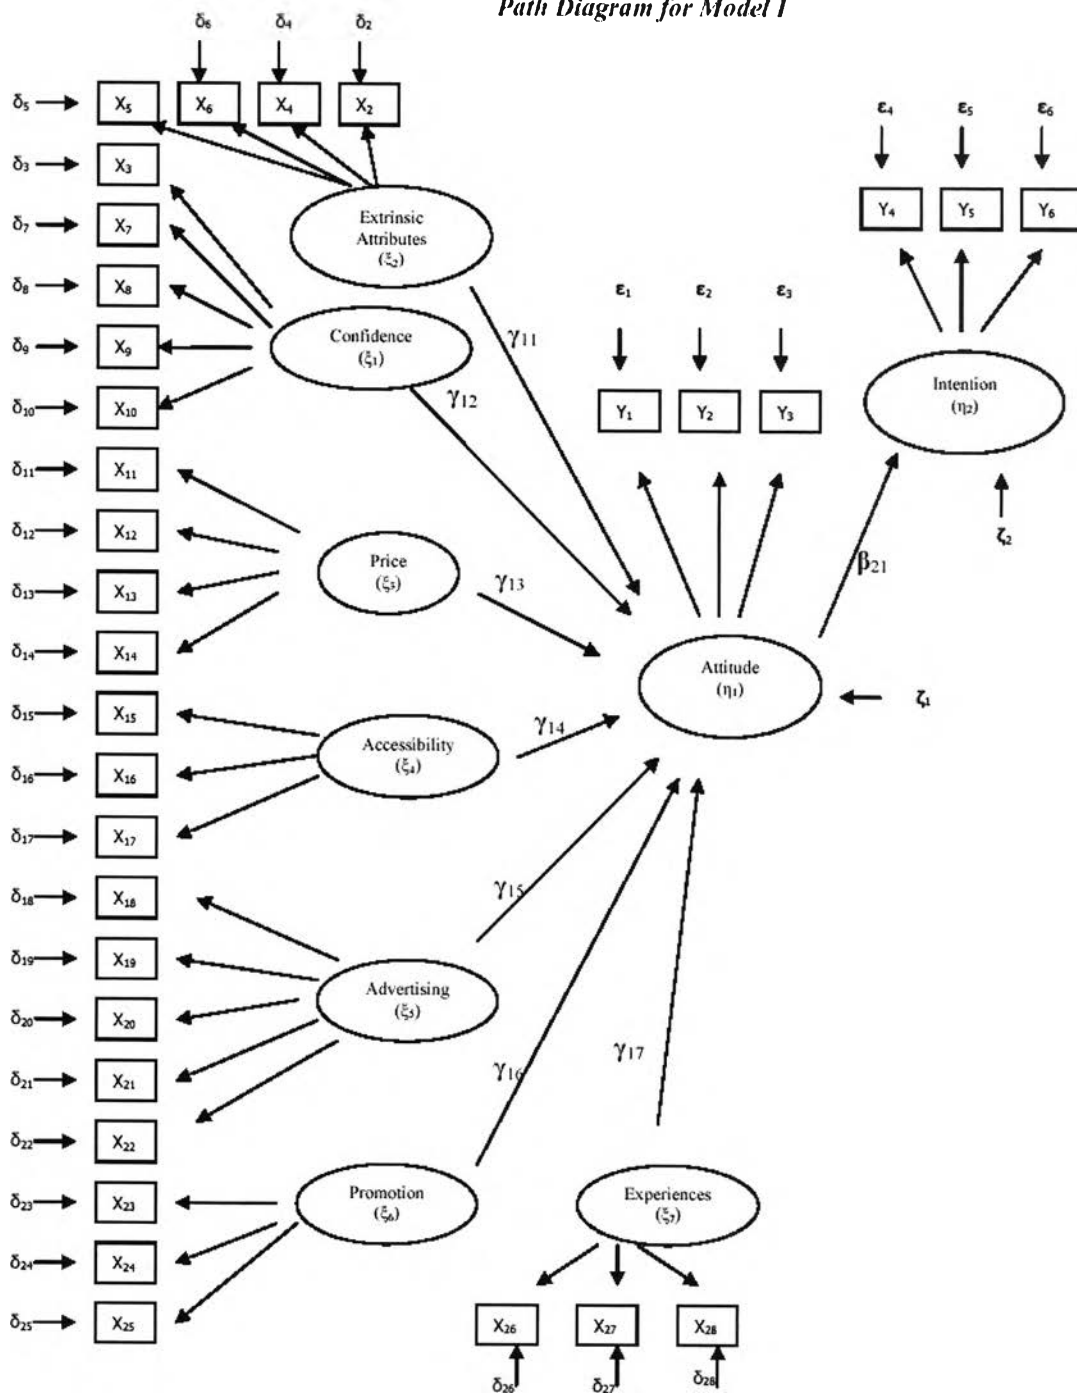 Path Diagram for Model I
δ6 δ4 δ2
δ5 X5 X6 X4 X2
δ3 X3
δ7 X7
δ8 X8
δ9 X9
δ10 X10
δ11 X11
δ12 X12
δ13 X13
δ14 X14
δ15 X15
δ16 X16
δ17 X17
δ18 X18
δ19 X19
δ20 X20
δ21 X21
δ22 X22
δ23 X23
δ24 X24
δ25 X25
Extrinsic
Attributes
(ξ2)
Confidence
(ξ1)
Price
Accessibility
(ξ4)
Advertising
Promotion
(ξ6)
Experiences
(ξ7)
X26 X27 X28
δ26 δ27 δ28
γ11
γ12
γ13
γ14
γ15
γ16
γ17
ε1 ε2 ε3
Y1 Y2 Y3
Attitude
(η1)
ζ1
β21
ε4 ε5 ε6
Y4 Y5 Y6
Intention
(η2)
ζ2